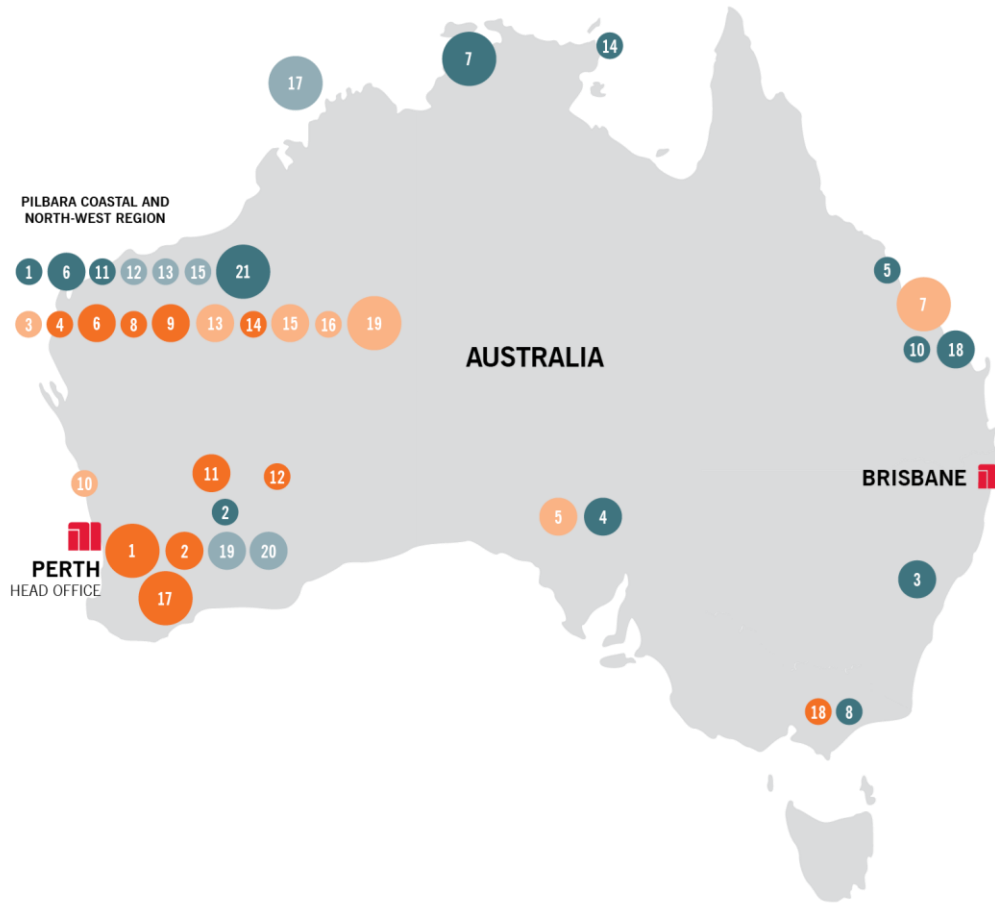 17
7
14
PILBARA COASTAL AND
NORTH-WEST REGION
1 6 11 12 13 15 21
3 4 6 8 9 13 14 15 16 19
5
7
10 18
AUSTRALIA
10
11
12
BRISBANE
2
5 4
1 2 19 20
PERTH
HEAD OFFICE
17
3
18 8